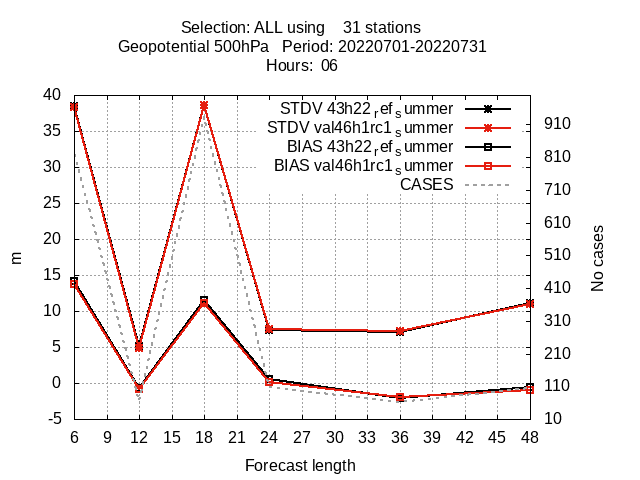 Selection: ALL using    31 stations
Geopotential 500hPa   Period: 20220701-20220731
Hours:  06
STDV 43h22_ref_summer
STDV val46h1rc1_summer
BIAS 43h22_ref_summer
BIAS val46h1rc1_summer
CASES
40
35
30
25
20
15
10
5
0
-5
m
910
810
710
610
510
410
310
210
110
10
No cases
6 9 12 15 18 21 24 27 30 33 36 39 42 45 48
Forecast length